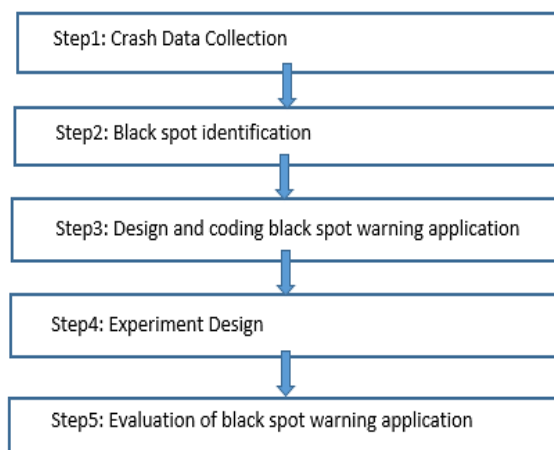 Step1: Crash Data Collection
Step2: Black spot identification
Step3: Design and coding black spot warning application
Step4: Experiment Design
Step5: Evaluation of black spot warning application